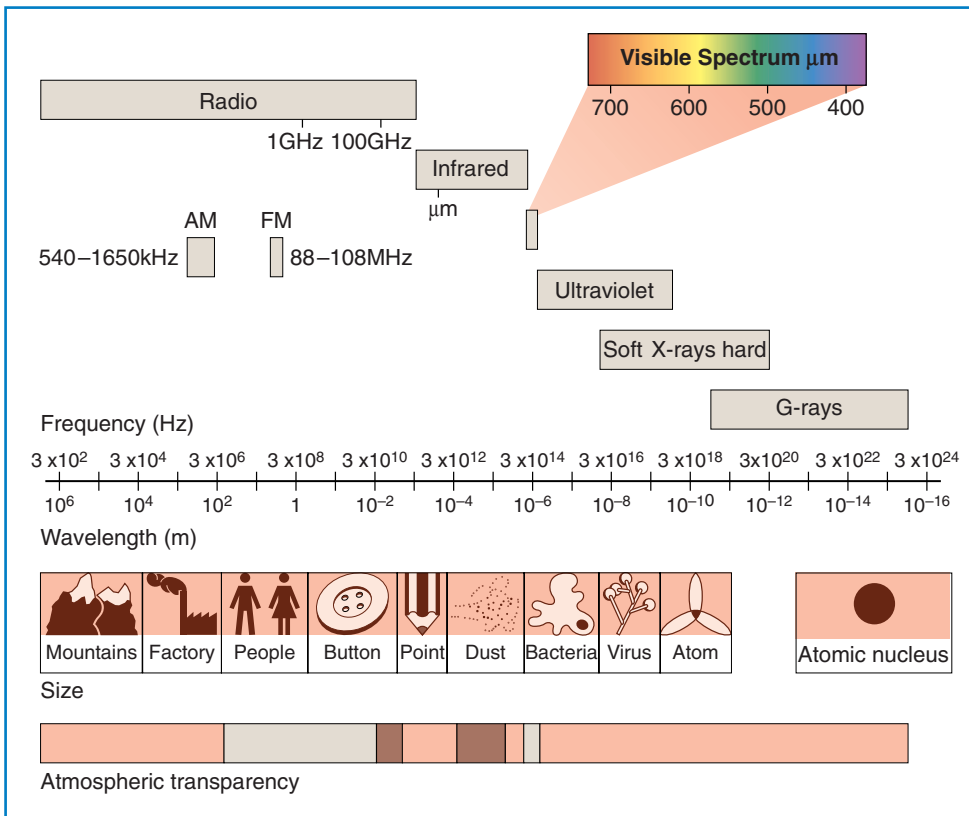 Visible Spectrum μm
700 600 500 400
Radio
1GHz 100GHz
Infrared
μm
AM FM
540–1650kHz 88–108MHz
Ultraviolet
Soft X-rays hard
G-rays
Frequency (Hz)
3 x10² 3 x10⁴ 3 x10⁶ 3 x10⁸ 3 x10¹⁰ 3 x10¹² 3 x10¹⁴ 3 x10¹⁶ 3 x10¹⁸ 3x10²⁰ 3 x10²² 3 x10²⁴
10⁶ 10⁴ 10² 1 10⁻² 10⁻⁴ 10⁻⁶ 10⁻⁸ 10⁻¹⁰ 10⁻¹² 10⁻¹⁴ 10⁻¹⁶
Wavelength (m)
Mountains Factory People Button Point Dust Bacteria Virus Atom Atomic nucleus
Size
Atmospheric transparency